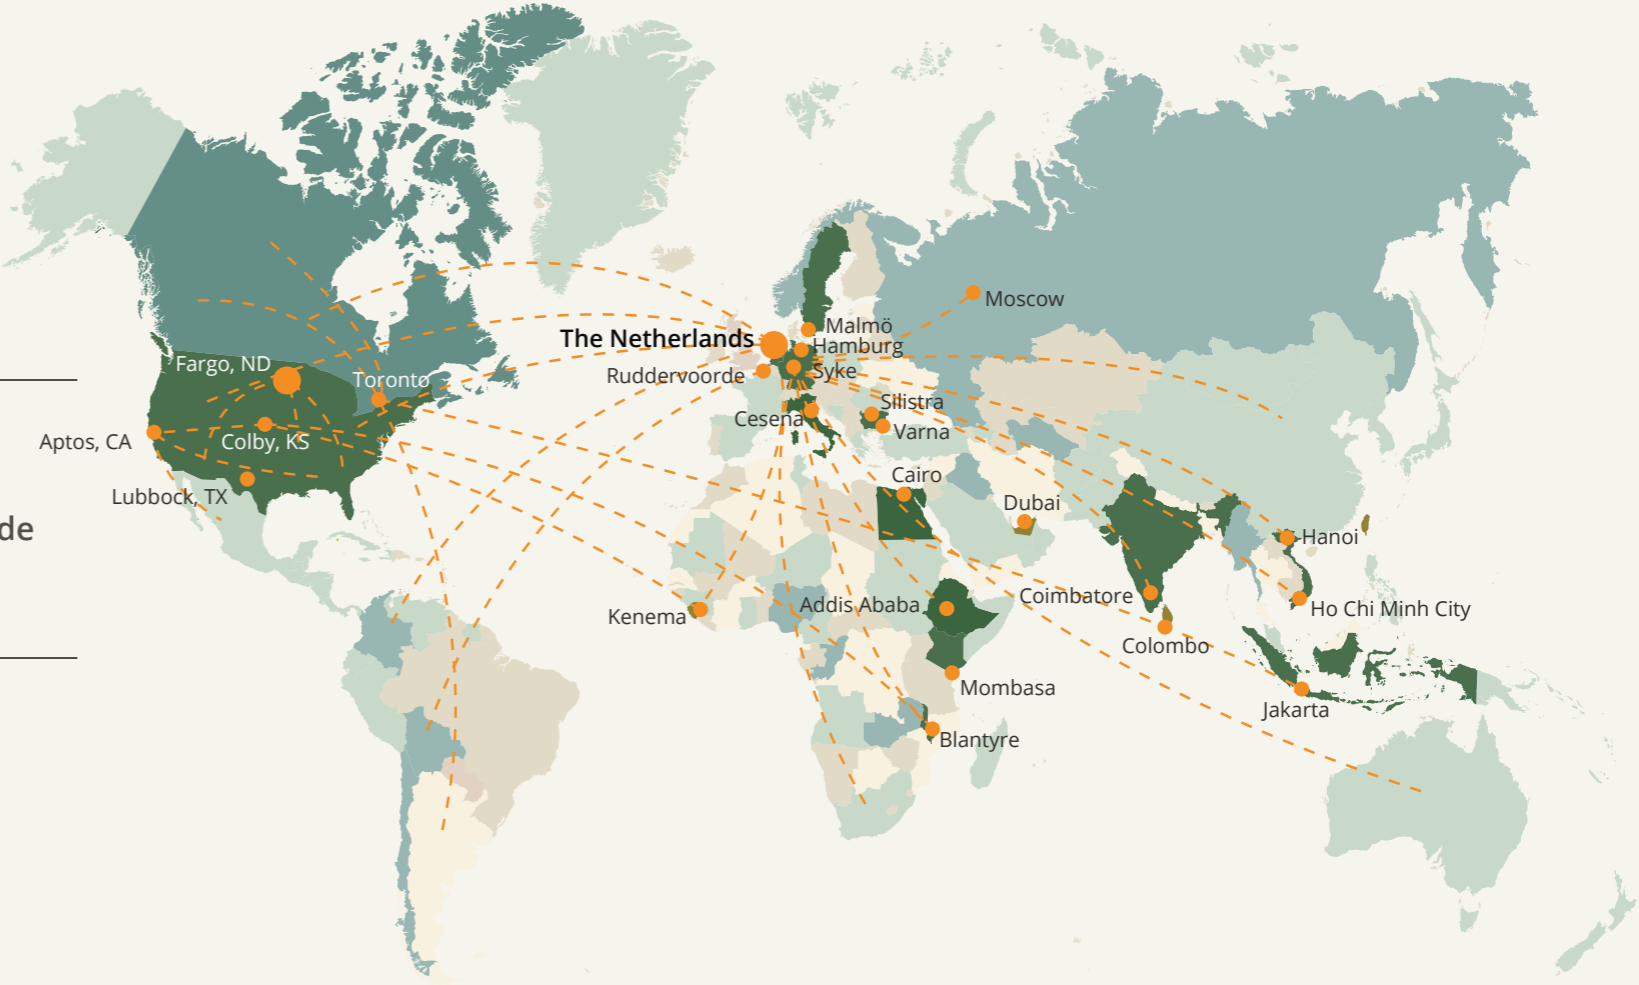 Moscow
Malmö
The Netherlands
Hamburg
Fargo, ND
Syke
Ruddervoorde
Toronto
Silistra
Cesena
Varna
Aptos, CA
Colby, KS
Cairo
Lubbock, TX
Dubai
de
Hanoi
Coimbatore
Addis Ababa
Ho Chi Minh City
Kenema
Colombo
Mombasa
Jakarta
Blantyre